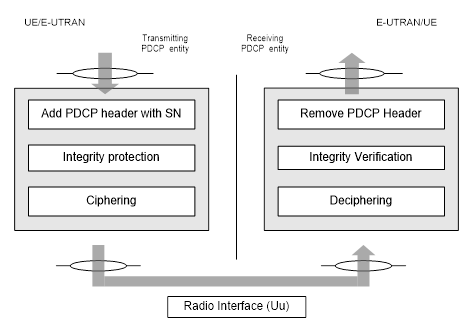 UE/E-UTRAN
E-UTRAN/UE
Transmitting
PDCP entity
Receiving
PDCP entity
Add PDCP header with SN
Integrity protection
Ciphering
Remove PDCP Header
Integrity Verification
Deciphering
Radio Interface (Uu)